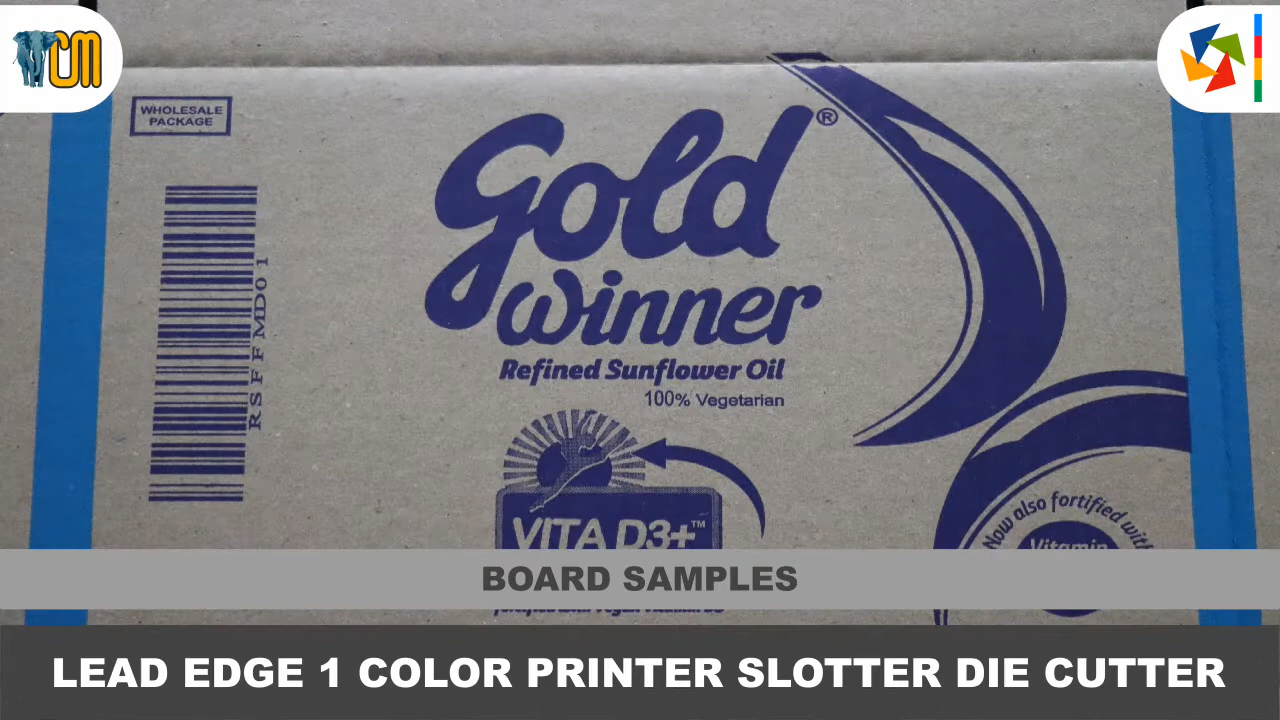 CM
WHOLESALE
PACKAGE
RSFFMD01
Gold
winner
®
Refined Sunflower Oil
100% Vegetarian
VITA D3+™
Now also fortified with
Vitamin
BOARD SAMPLES
LEAD EDGE 1 COLOR PRINTER SLOTTER DIE CUTTER